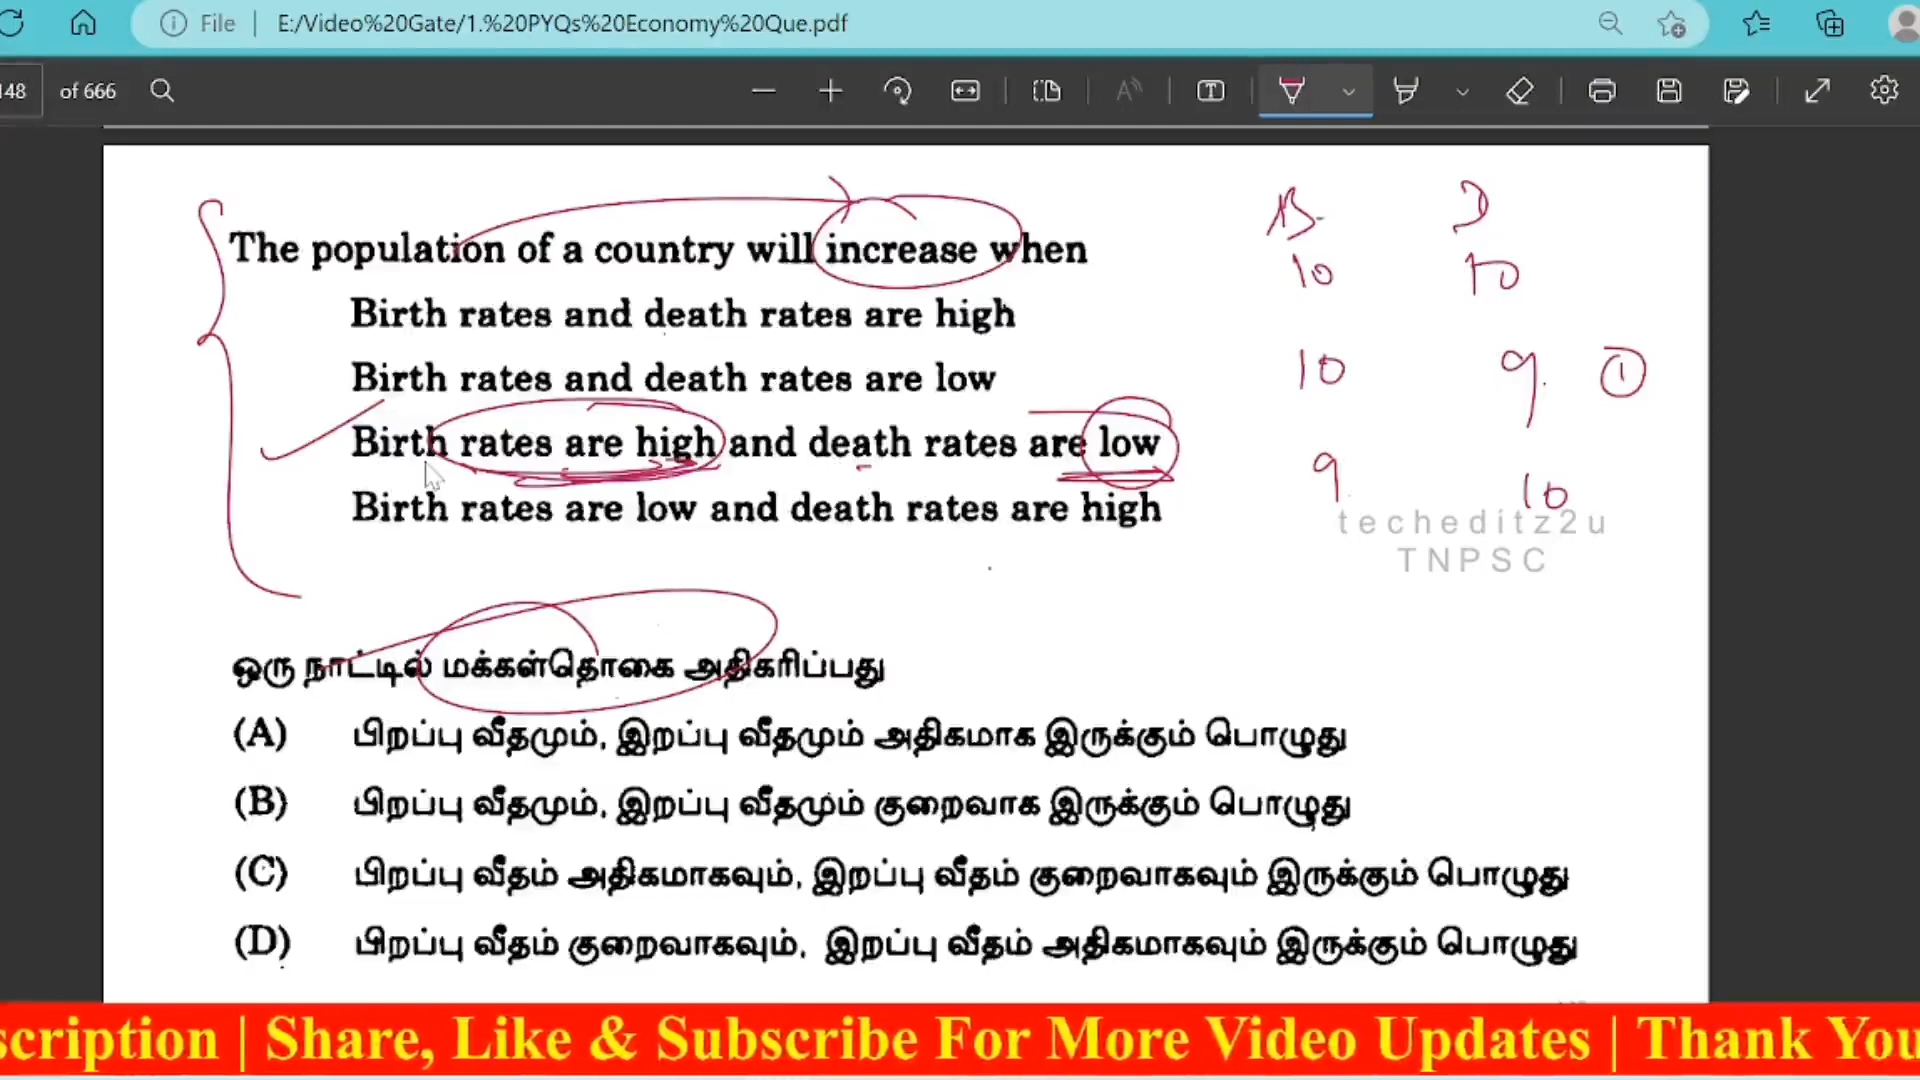 File | E:/Video%20Gate/1.%20PYQs%20Economy%20Que.pdf
148 of 666
The population of a country will increase when
Birth rates and death rates are high
Birth rates and death rates are low
Birth rates are high and death rates are low
Birth rates are low and death rates are high
B D
10 10
10 9 1
9 10
techeditz2u
TNPSC
ஒரு நாட்டில் மக்கள்தொகை அதிகரிப்பது
(A) பிறப்பு வீதமும், இறப்பு வீதமும் அதிகமாக இருக்கும் பொழுது
(B) பிறப்பு வீதமும், இறப்பு வீதமும் குறைவாக இருக்கும் பொழுது
(C) பிறப்பு வீதம் அதிகமாகவும், இறப்பு வீதம் குறைவாகவும் இருக்கும் பொழுது
(D) பிறப்பு வீதம் குறைவாகவும், இறப்பு வீதம் அதிகமாகவும் இருக்கும் பொழுது
scription | Share, Like & Subscribe For More Video Updates | Thank You